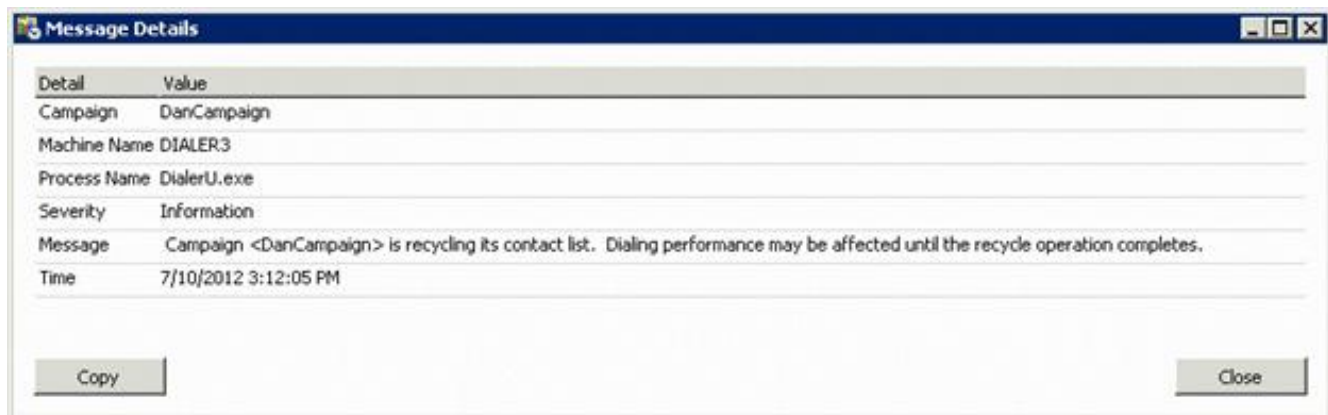 Message Details
Detail Value
Campaign DanCampaign
Machine Name DIALER3
Process Name DialerU.exe
Severity Information
Message Campaign <DanCampaign> is recycling its contact list. Dialing performance may be affected until the recycle operation completes.
Time 7/10/2012 3:12:05 PM
Copy Close